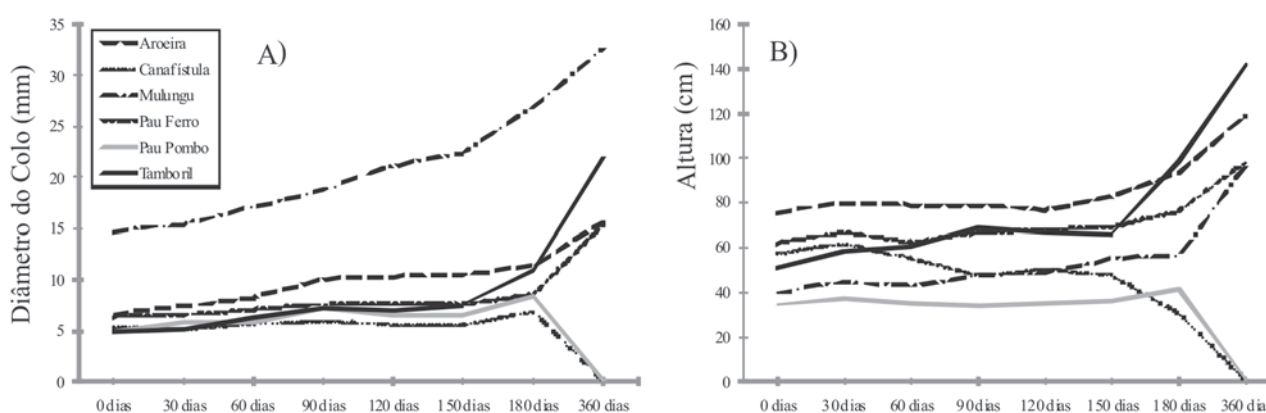 A)
Diâmetro do Colo (mm)
35
30
25
20
15
10
5
0
Aroeira
Canafístula
Mulungu
Pau Ferro
Pau Pombo
Tamboril
0 dias 30 dias 60 dias 90 dias 120 dias 150 dias 180 dias 360 dias
B)
Altura (cm)
160
140
120
100
80
60
40
20
0
0 dias 30 dias 60 dias 90 dias 120 dias 150 dias 180 dias 360 dias